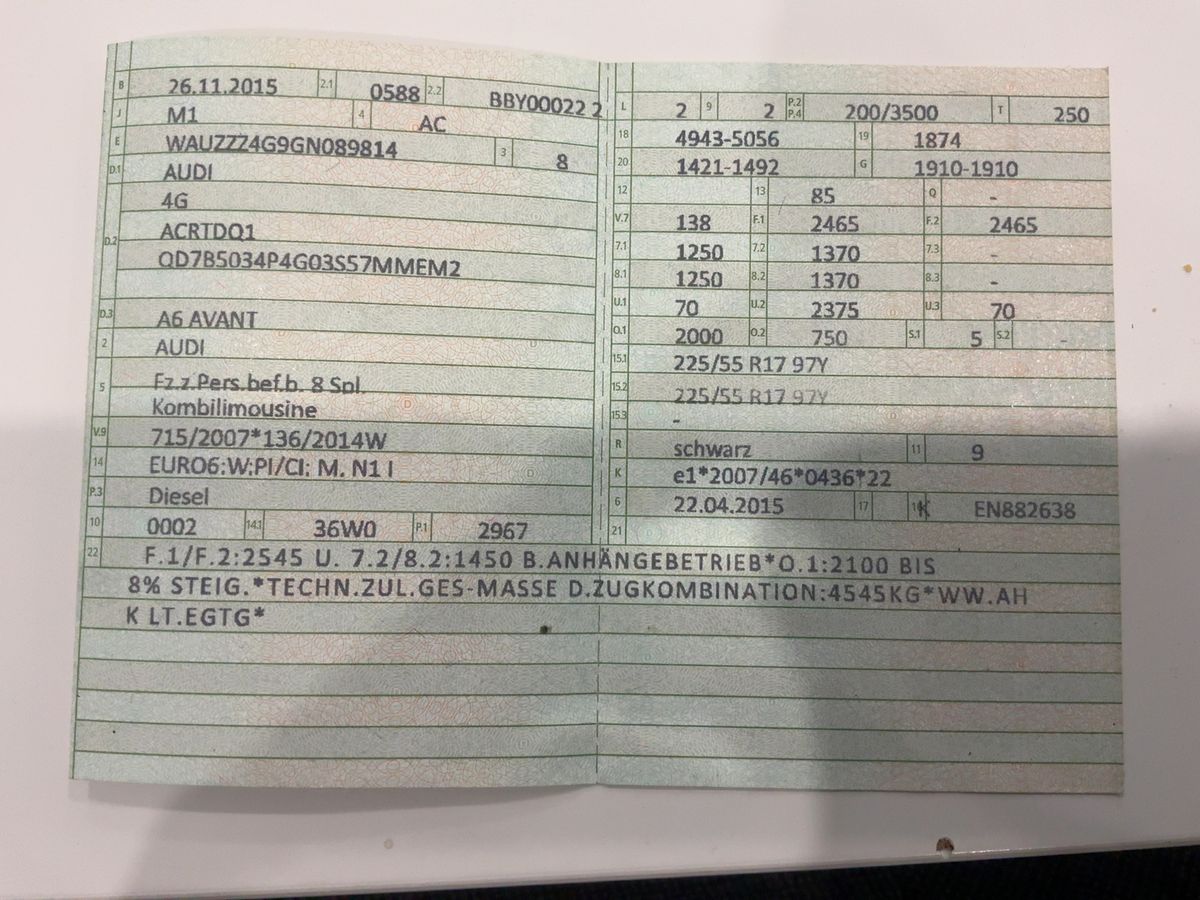 B 26.11.2015 2.1 0588 2.2 BBY00022 2
J M1 4 AC
E WAUZZZ4G9GN089814 3 8
D.1 AUDI
4G
D.2 ACRTDQ1
QD7B5034P4G03S57MMEM2
D.3 A6 AVANT
2 AUDI
5 Fz.z.Pers.bef.b. 8 Spl
Kombilimousine
V.9 715/2007*136/2014W
14 EURO6:W:PI/CI: M. N1 I
P.3 Diesel
10 0002 14.1 36W0 P.1 2967
L 2 9 2 P.2 P.4 200/3500 T 250
18 4943-5056 19 1874
20 1421-1492 G 1910-1910
12 13 85 Q -
V.7 138 F.1 2465 F.2 2465
7.1 1250 7.2 1370 7.3 -
8.1 1250 8.2 1370 8.3 -
U.1 70 U.2 2375 U.3 70
O.1 2000 O.2 750 S.1 5 S.2 -
15.1 225/55 R17 97Y
15.2 225/55 R17 97Y
15.3 -
R schwarz 11 9
K e1*2007/46*0436*22
6 22.04.2015 17 K 16 EN882638
21
22 F.1/F.2:2545 U. 7.2/8.2:1450 B.ANHÄNGEBETRIEB*O.1:2100 BIS
8% STEIG.*TECHN.ZUL.GES-MASSE D.ZUGKOMBINATION:4545KG*WW.AH
K LT.EGTG*